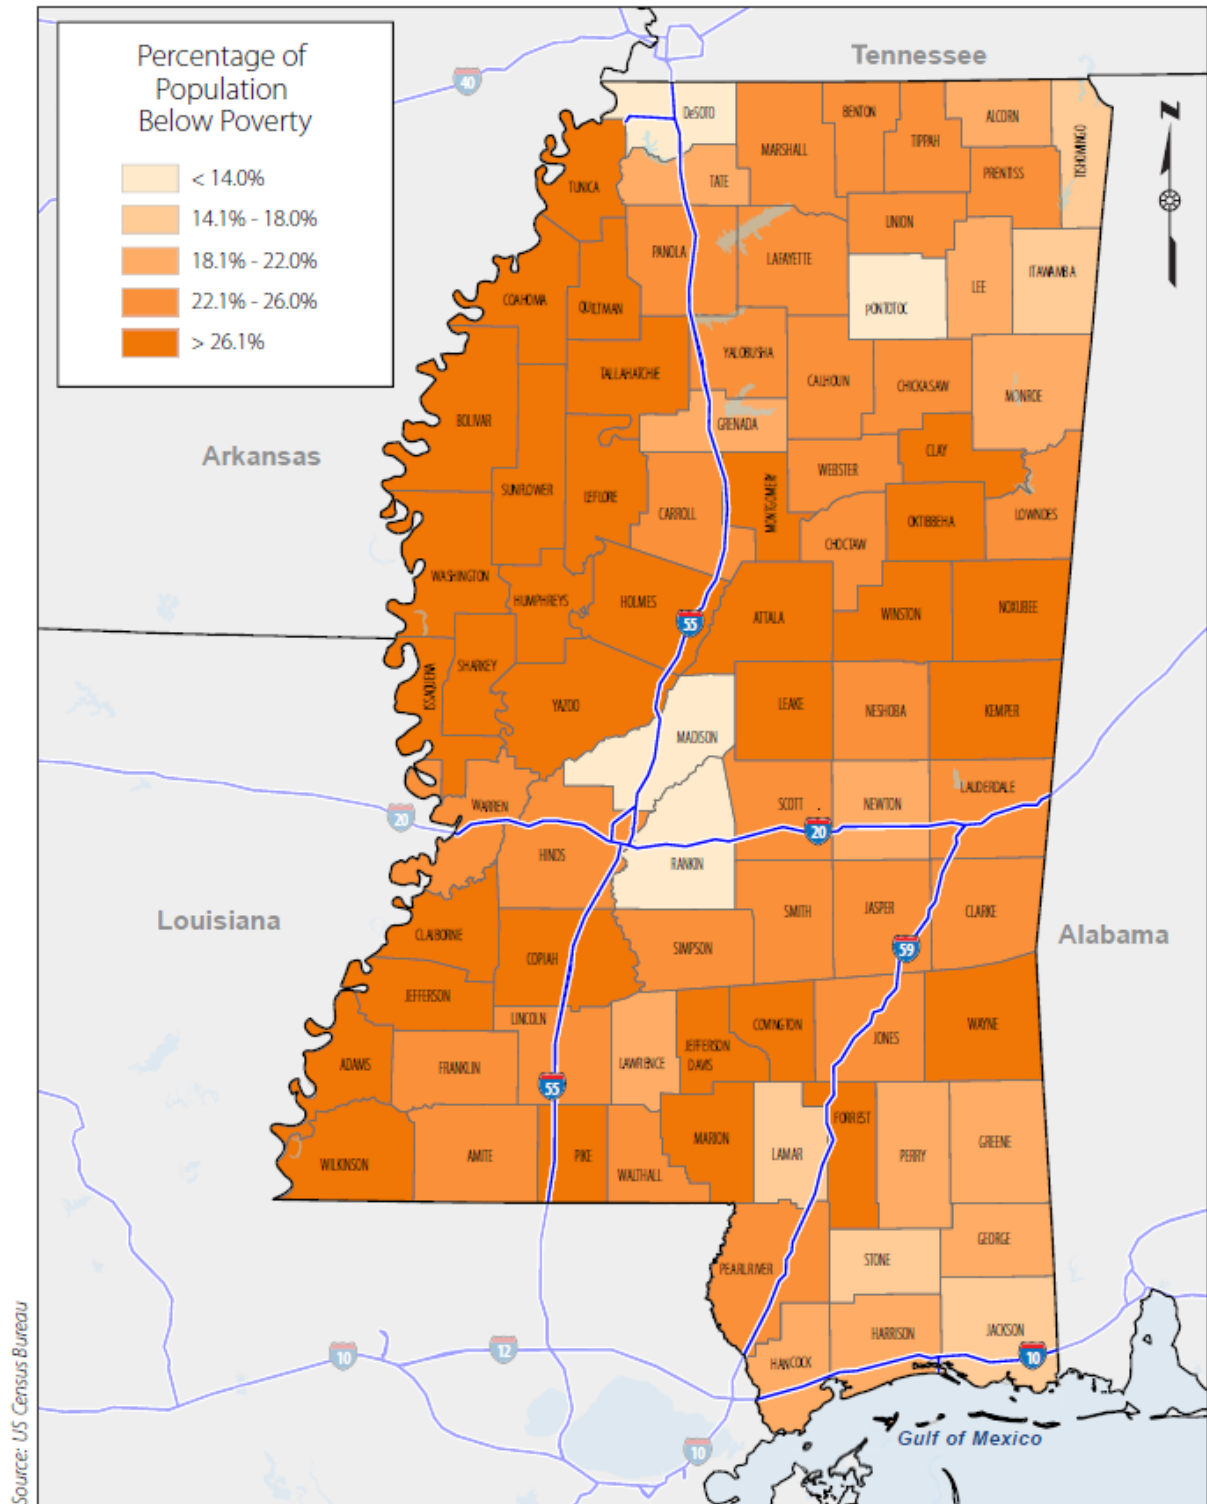 Percentage of
Population
Below Poverty
< 14.0%
14.1% - 18.0%
18.1% - 22.0%
22.1% - 26.0%
> 26.1%
Tennessee
40
N
DeSOTO
BENTON
ALCORN
TIPPAH
TISHOMINGO
MARSHALL
PRENTISS
TUNICA
TATE
UNION
PANOLA
LAFAYETTE
ITAWAMBA
LEE
COAHOMA
QUILTMAN
PONTOTOC
YALOBUSHA
TALLAHATCHIE
CALHOUN
CHICKASAW
MONROE
BOLIVAR
GRENADA
Arkansas
CLAY
WEBSTER
SUNFLOWER
LEFLORE
MONTGOMERY
CARROLL
LOWNDES
OKTIBBEHA
CHOCTAW
WASHINGTON
HUMPHREYS
HOLMES
55
ATTALA
WINSTON
NOXUBEE
SHARKEY
ISSAQUENA
YAZOO
LEAKE
NESHOBA
KEMPER
MADISON
LAUDERDALE
WARREN
SCOTT
NEWTON
20
20
HINDS
RANKIN
SMITH
JASPER
CLARKE
Louisiana
CLAIBORNE
59
Alabama
COPIAH
SIMPSON
JEFFERSON
LINCOLN
COVINGTON
WAYNE
JONES
JEFFERSON
DAVIS
ADAMS
FRANKLIN
LAWRENCE
55
FORREST
MARION
GREENE
WILKINSON
AMITE
PIKE
LAMAR
PERRY
WALTHALL
GEORGE
PEARL RIVER
STONE
HARRISON
JACKSON
10
12
10
HANCOCK
10
Gulf of Mexico
Source: US Census Bureau